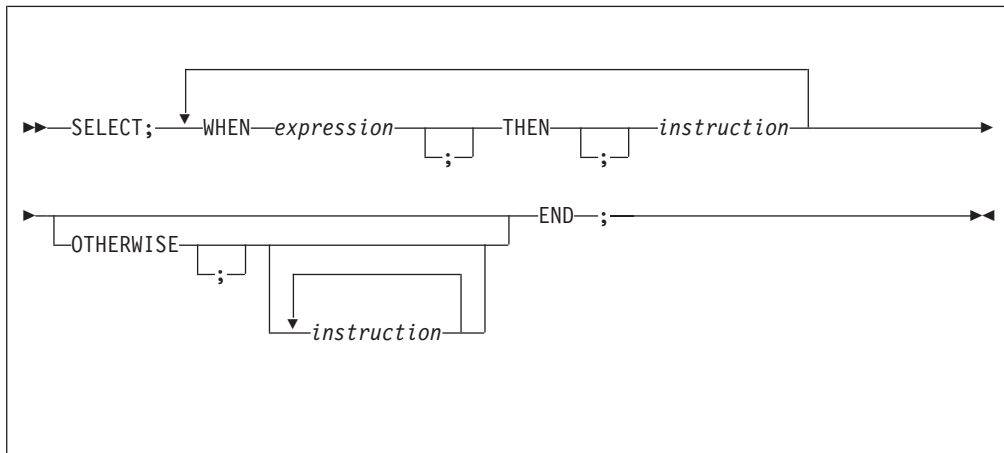 SELECT; WHEN expression ; THEN ; instruction
OTHERWISE ; instruction END ;